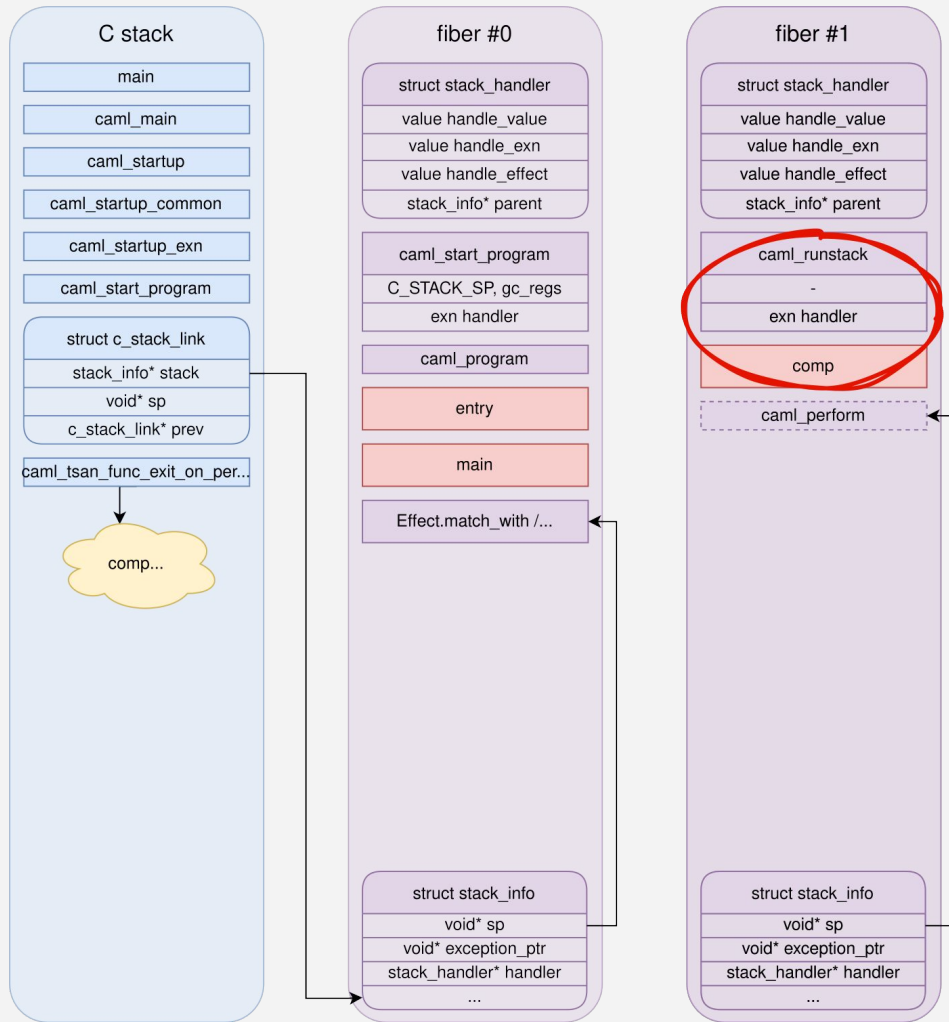 C stack
main
caml_main
caml_startup
caml_startup_common
caml_startup_exn
caml_start_program
struct c_stack_link
stack_info* stack
void* sp
c_stack_link* prev
caml_tsan_func_exit_on_per...
comp...
fiber #0
struct stack_handler
value handle_value
value handle_exn
value handle_effect
stack_info* parent
caml_start_program
C_STACK_SP, gc_regs
exn handler
caml_program
entry
main
Effect.match_with /...
struct stack_info
void* sp
void* exception_ptr
stack_handler* handler
...
fiber #1
struct stack_handler
value handle_value
value handle_exn
value handle_effect
stack_info* parent
caml_runstack
-
exn handler
comp
caml_perform
struct stack_info
void* sp
void* exception_ptr
stack_handler* handler
...